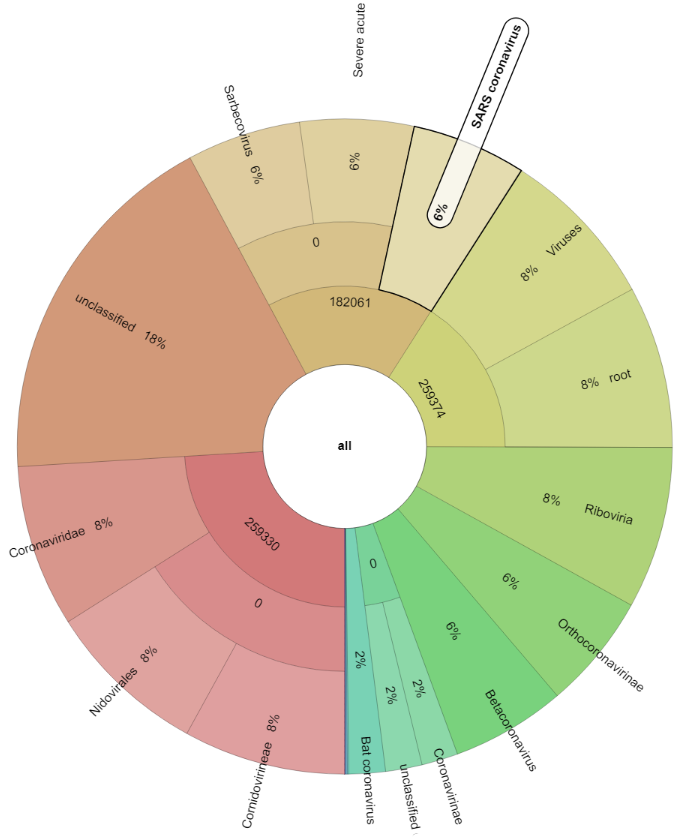 Severe acute
SARS coronavirus
6%
Sarbecovirus 6%
6%
0
182061
Viruses
8%
8% root
259374
unclassified 18%
all
8% Riboviria
6%
Orthocoronavirinae
6%
Betacoronavirus
0
2%
Coronavirinae
2%
unclassified
2%
Bat coronavirus
259330
0
Coronaviridae 8%
Nidovirales 8%
Cornidovirineae 8%